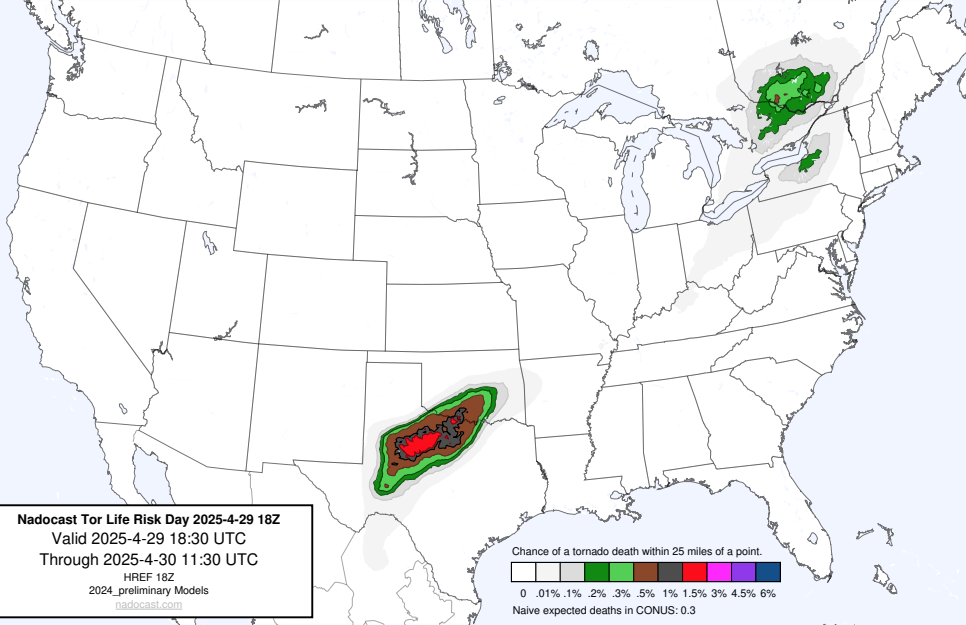 Nadocast Tor Life Risk Day 2025-4-29 18Z
Valid 2025-4-29 18:30 UTC
Through 2025-4-30 11:30 UTC
HREF 18Z
2024_preliminary Models
nadocast.com
Chance of a tornado death within 25 miles of a point.
0 .01% .1% .2% .3% .5% 1% 1.5% 3% 4.5% 6%
Naive expected deaths in CONUS: 0.3